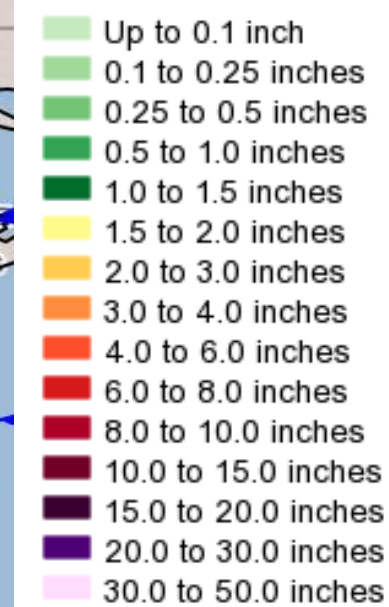 Up to 0.1 inch
0.1 to 0.25 inches
0.25 to 0.5 inches
0.5 to 1.0 inches
1.0 to 1.5 inches
1.5 to 2.0 inches
2.0 to 3.0 inches
3.0 to 4.0 inches
4.0 to 6.0 inches
6.0 to 8.0 inches
8.0 to 10.0 inches
10.0 to 15.0 inches
15.0 to 20.0 inches
20.0 to 30.0 inches
30.0 to 50.0 inches